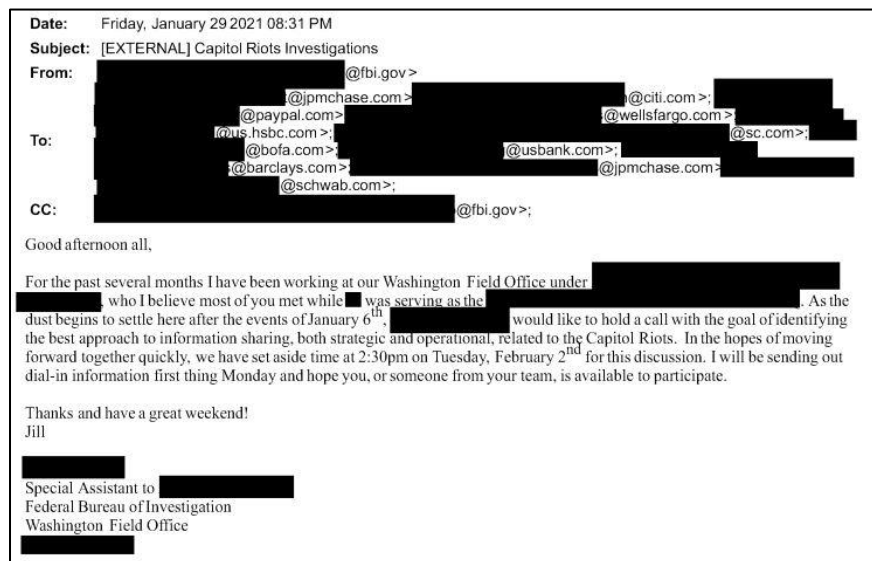 Date: Friday, January 29 2021 08:31 PM
Subject: [EXTERNAL] Capitol Riots Investigations
From: @fbi.gov>
@jpmchase.com> @citi.com>;
@paypal.com> @wellsfargo.com>;
To: @us.hsbc.com>; @sc.com>;
@bofa.com>; @usbank.com>;
@barclays.com>; @jpmchase.com>
@schwab.com>;
CC: @fbi.gov>;
Good afternoon all,
For the past several months I have been working at our Washington Field Office under
, who I believe most of you met while was serving as the . As the
dust begins to settle here after the events of January 6th, would like to hold a call with the goal of identifying
the best approach to information sharing, both strategic and operational, related to the Capitol Riots. In the hopes of moving
forward together quickly, we have set aside time at 2:30pm on Tuesday, February 2nd for this discussion. I will be sending out
dial-in information first thing Monday and hope you, or someone from your team, is available to participate.
Thanks and have a great weekend!
Jill
Special Assistant to
Federal Bureau of Investigation
Washington Field Office